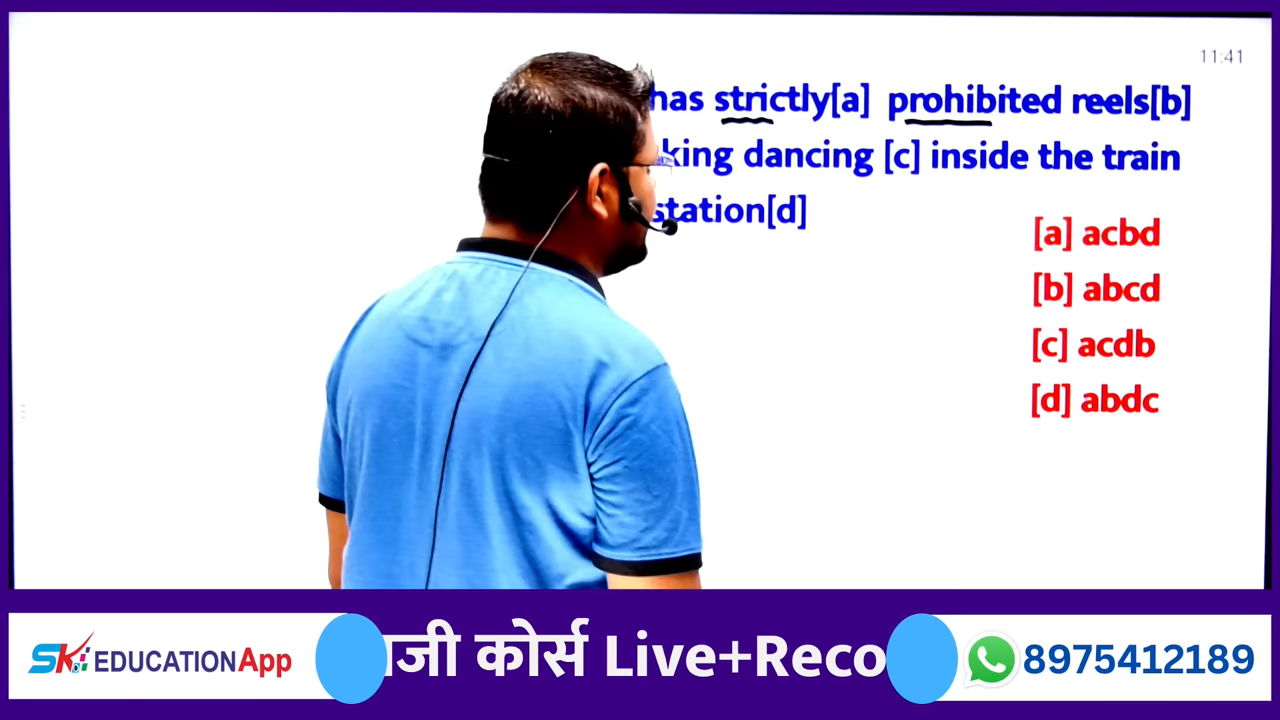 11:41
has strictly[a] prohibited reels[b]
dancing [c] inside the train
station[d]
[a] acbd
[b] abcd
[c] acdb
[d] abdc
SK EDUCATIONApp
कोर्स Live+Reco
8975412189